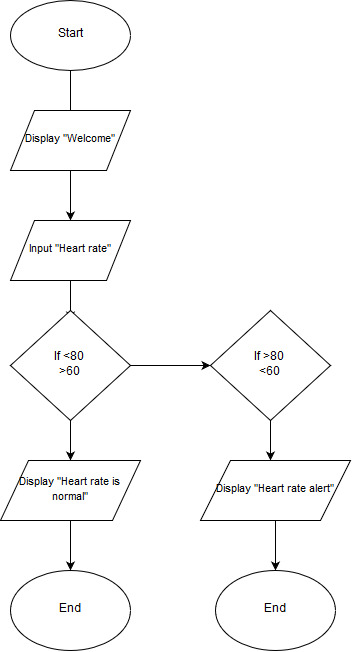 Start
Display "Welcome"
Input "Heart rate"
If <80
>60
If >80
<60
Display "Heart rate is
normal"
Display "Heart rate alert"
End
End